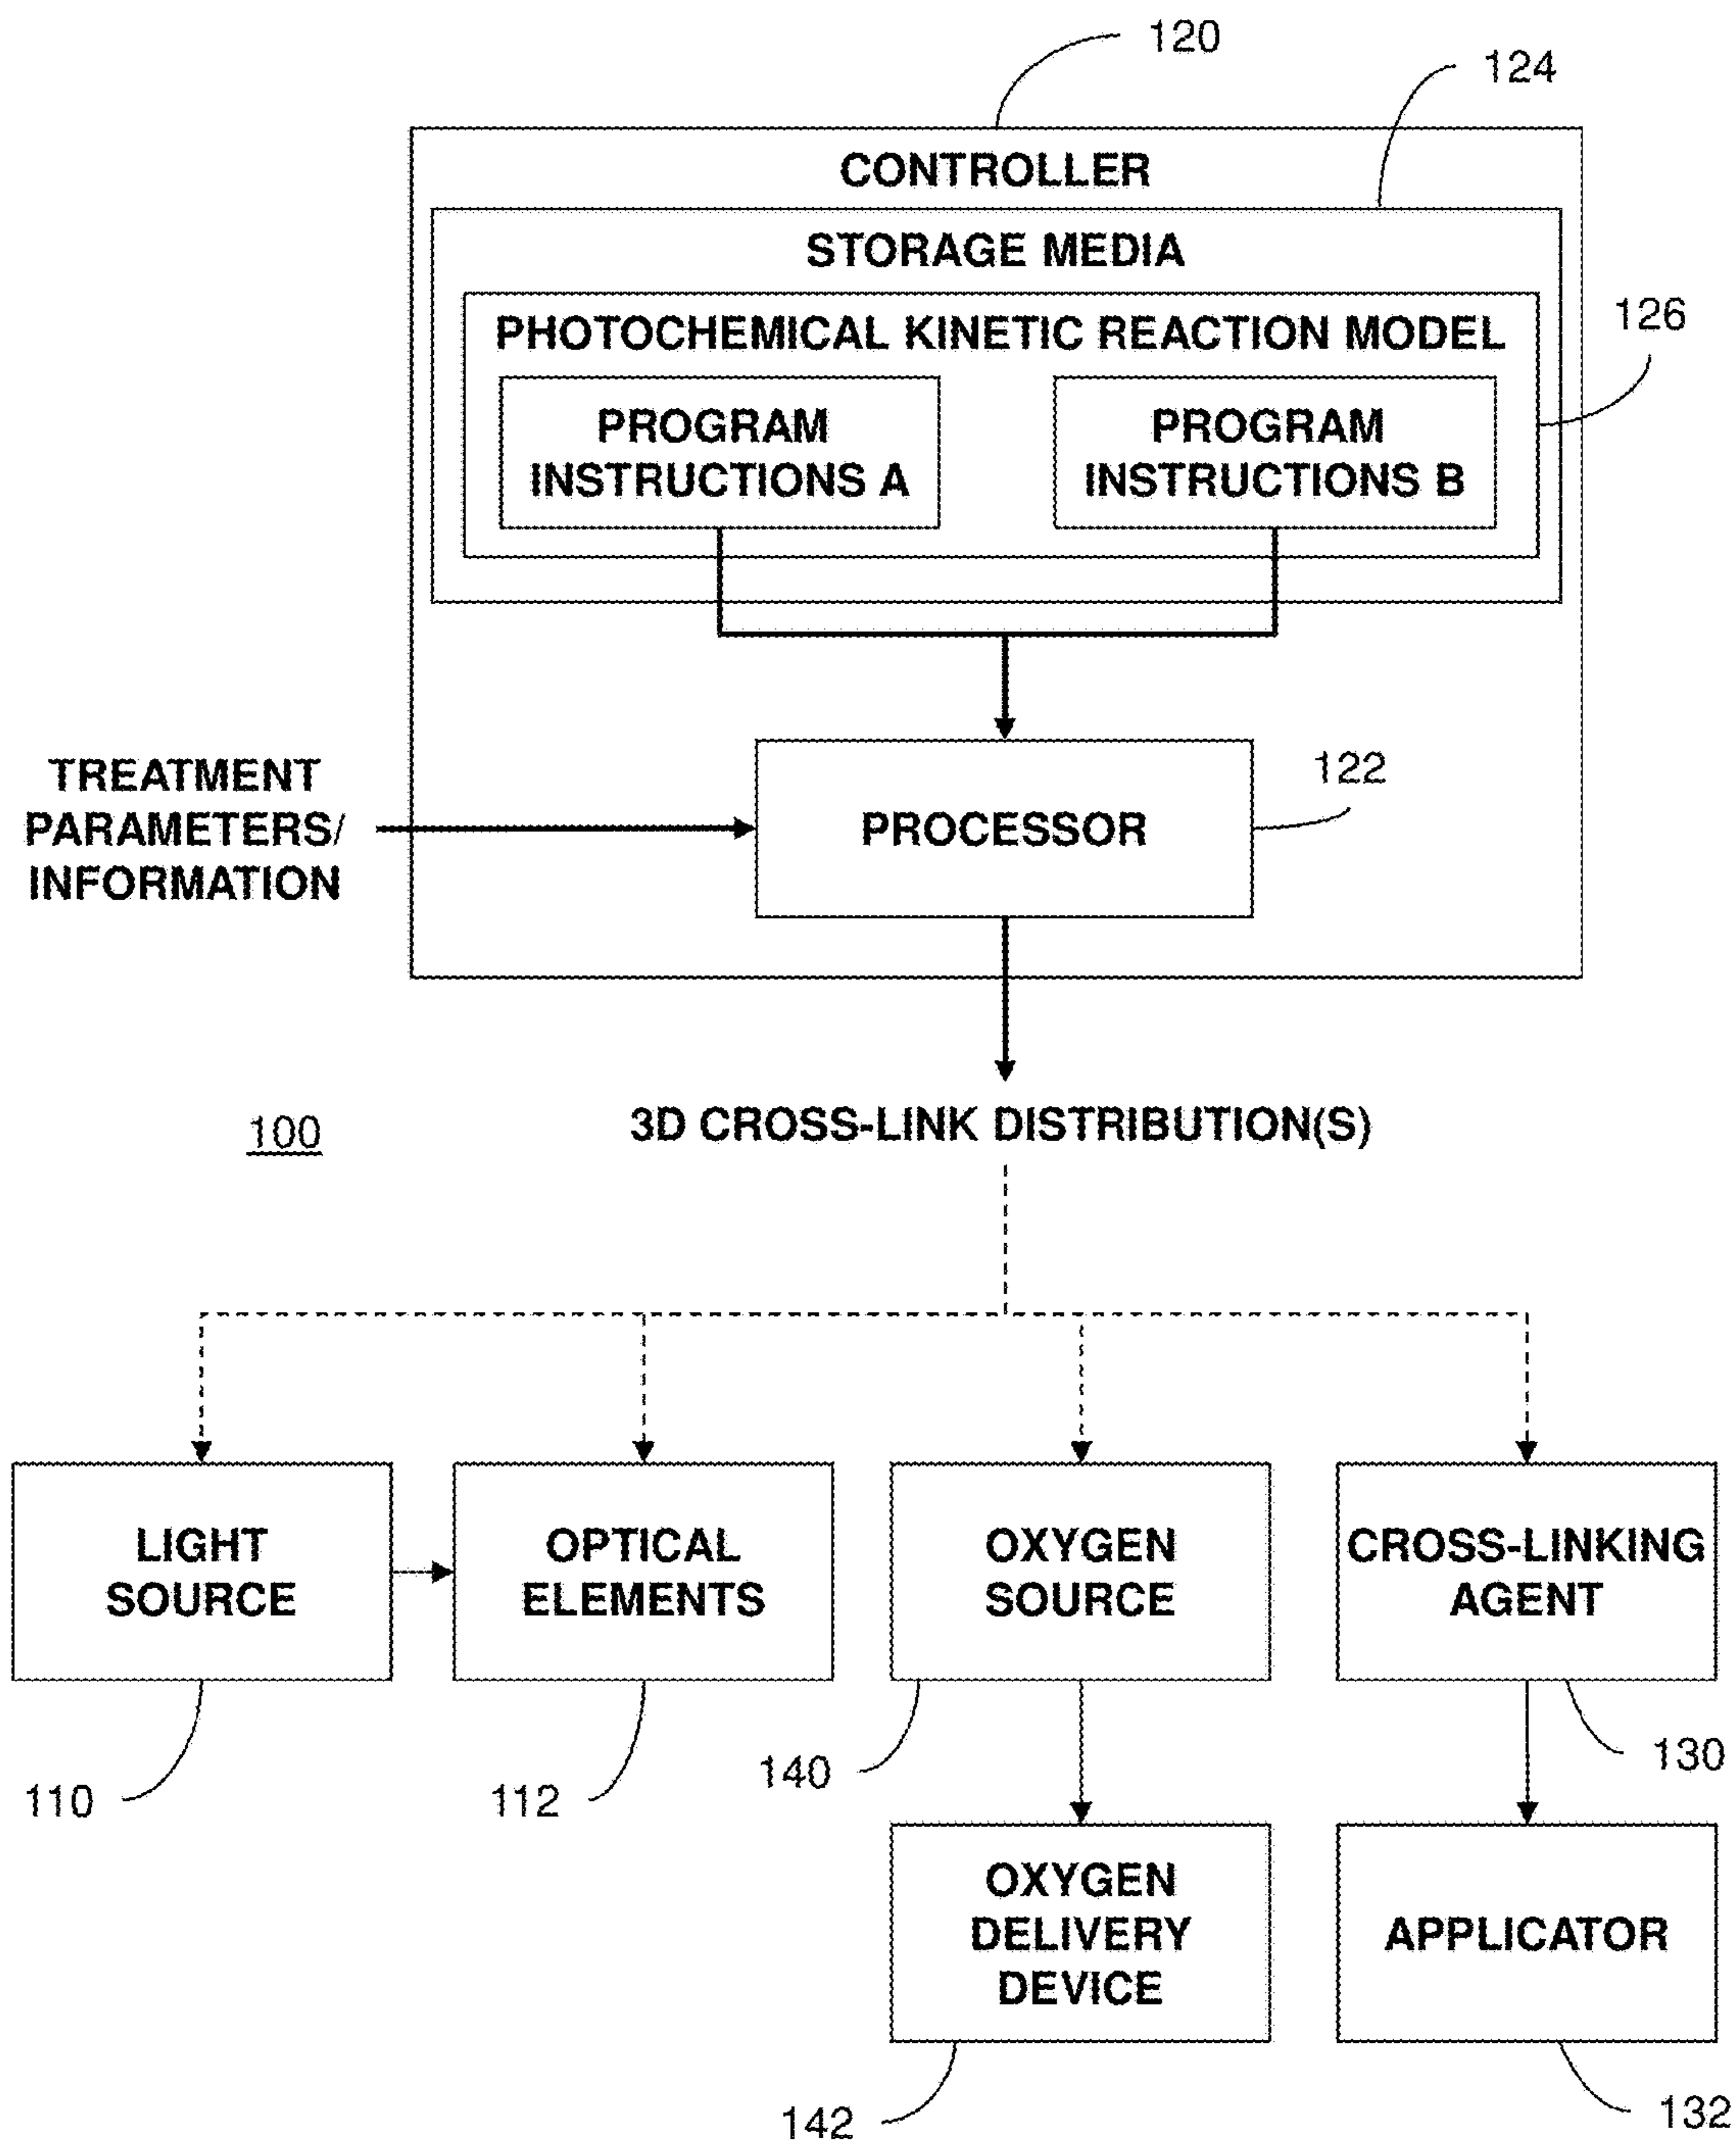 120
124
CONTROLLER
STORAGE MEDIA
126
PHOTOCHEMICAL KINETIC REACTION MODEL
PROGRAM
INSTRUCTIONS A
PROGRAM
INSTRUCTIONS B
TREATMENT
PARAMETERS/
INFORMATION
122
PROCESSOR
100
3D CROSS-LINK DISTRIBUTION(S)
LIGHT
SOURCE
OPTICAL
ELEMENTS
OXYGEN
SOURCE
CROSS-LINKING
AGENT
110
112
140
130
OXYGEN
DELIVERY
DEVICE
APPLICATOR
142
132